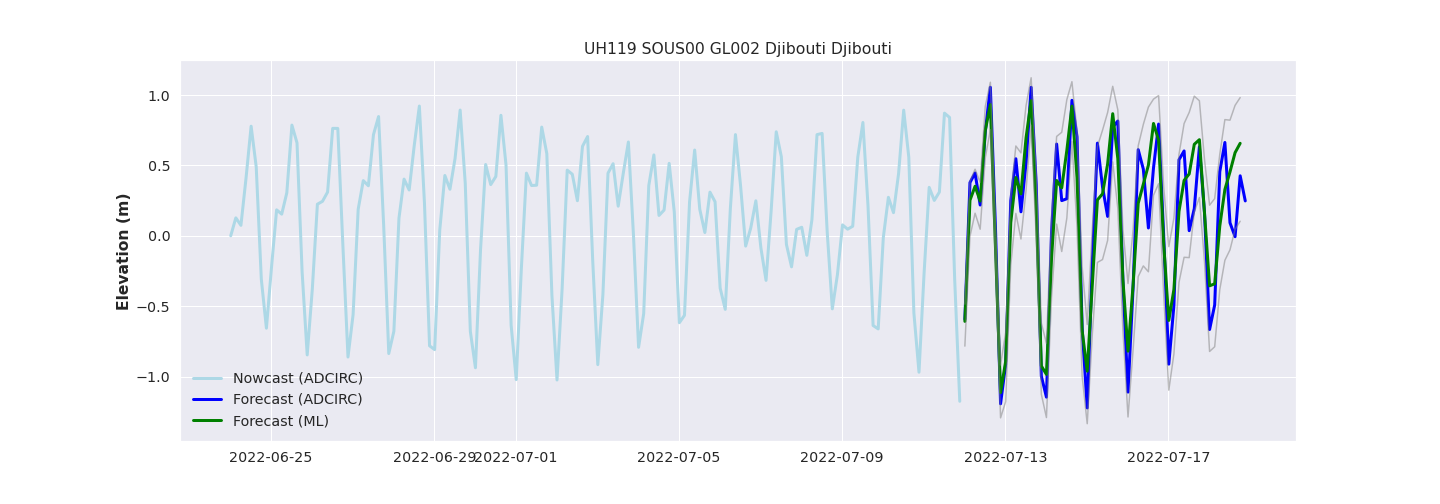 UH119 SOUS00 GL002 Djibouti Djibouti
Elevation (m)
1.0
0.5
0.0
−0.5
−1.0
Nowcast (ADCIRC)
Forecast (ADCIRC)
Forecast (ML)
2022-06-25
2022-06-29
2022-07-01
2022-07-05
2022-07-09
2022-07-13
2022-07-17